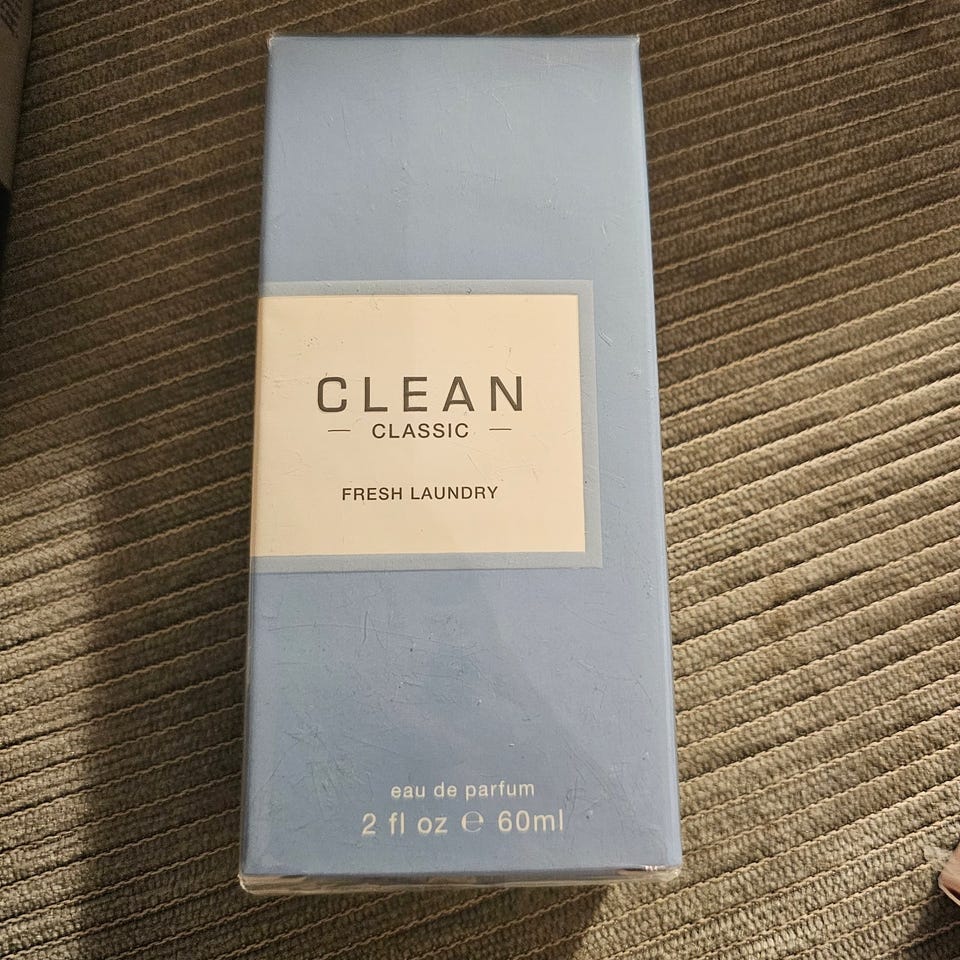 CLEAN
— CLASSIC —
FRESH LAUNDRY
eau de parfum
2 fl oz ℮ 60ml